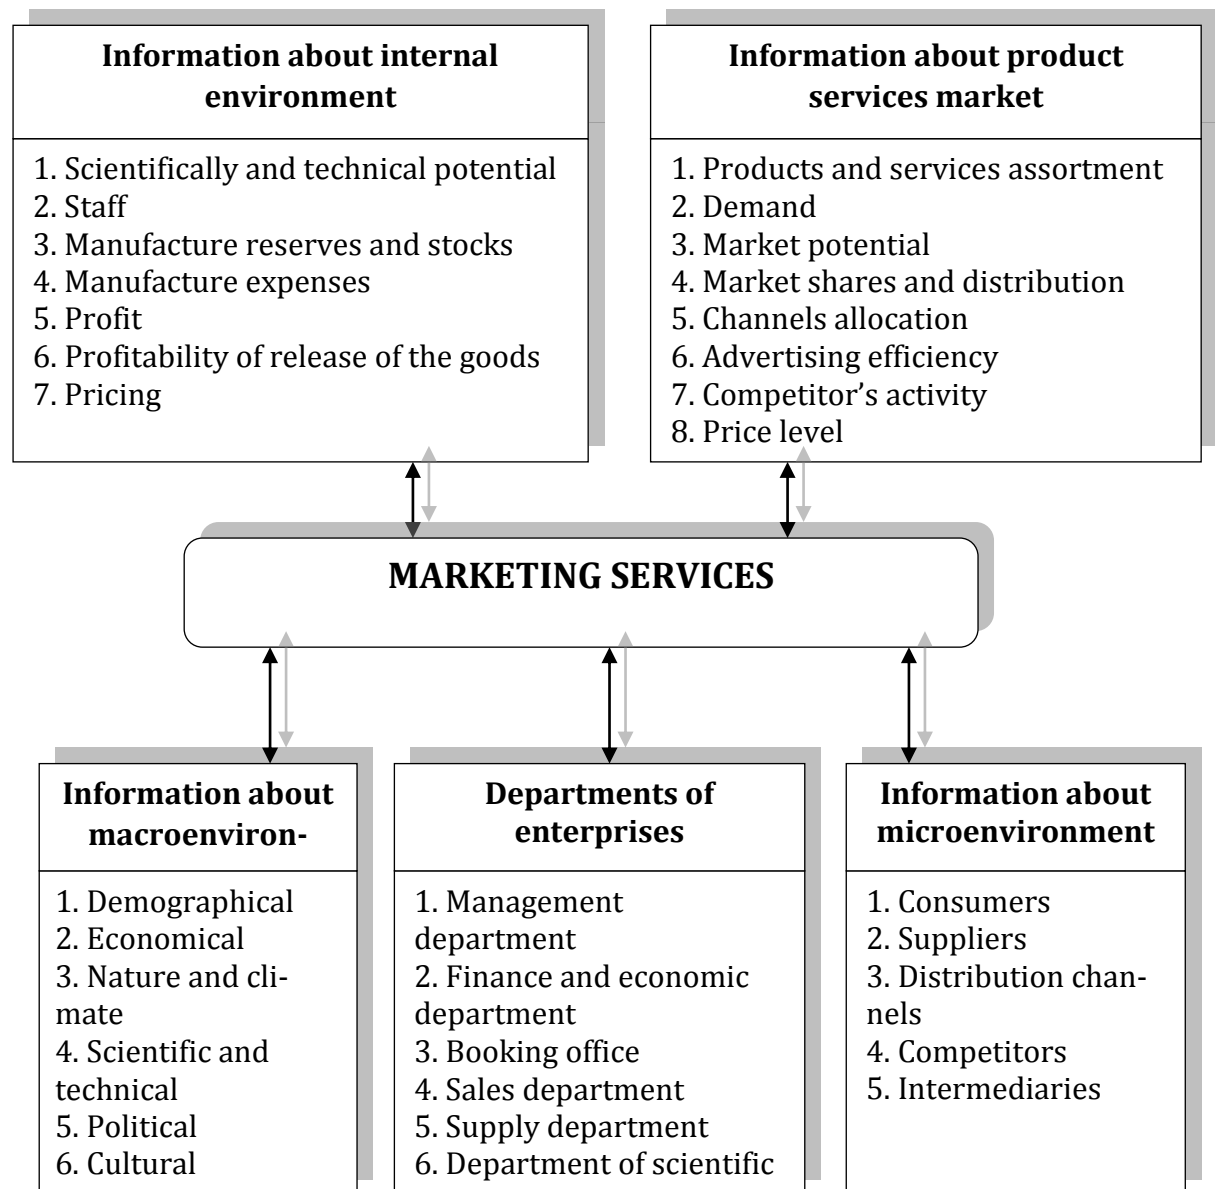 Information about internal
environment
1. Scientifically and technical potential
2. Staff
3. Manufacture reserves and stocks
4. Manufacture expenses
5. Profit
6. Profitability of release of the goods
7. Pricing
Information about product
services market
1. Products and services assortment
2. Demand
3. Market potential
4. Market shares and distribution
5. Channels allocation
6. Advertising efficiency
7. Competitor’s activity
8. Price level
MARKETING SERVICES
Information about
macroenviron-
1. Demographical
2. Economical
3. Nature and cli-
mate
4. Scientific and
technical
5. Political
6. Cultural
Departments of
enterprises
1. Management
department
2. Finance and economic
department
3. Booking office
4. Sales department
5. Supply department
6. Department of scientific
Information about
microenvironment
1. Consumers
2. Suppliers
3. Distribution chan-
nels
4. Competitors
5. Intermediaries